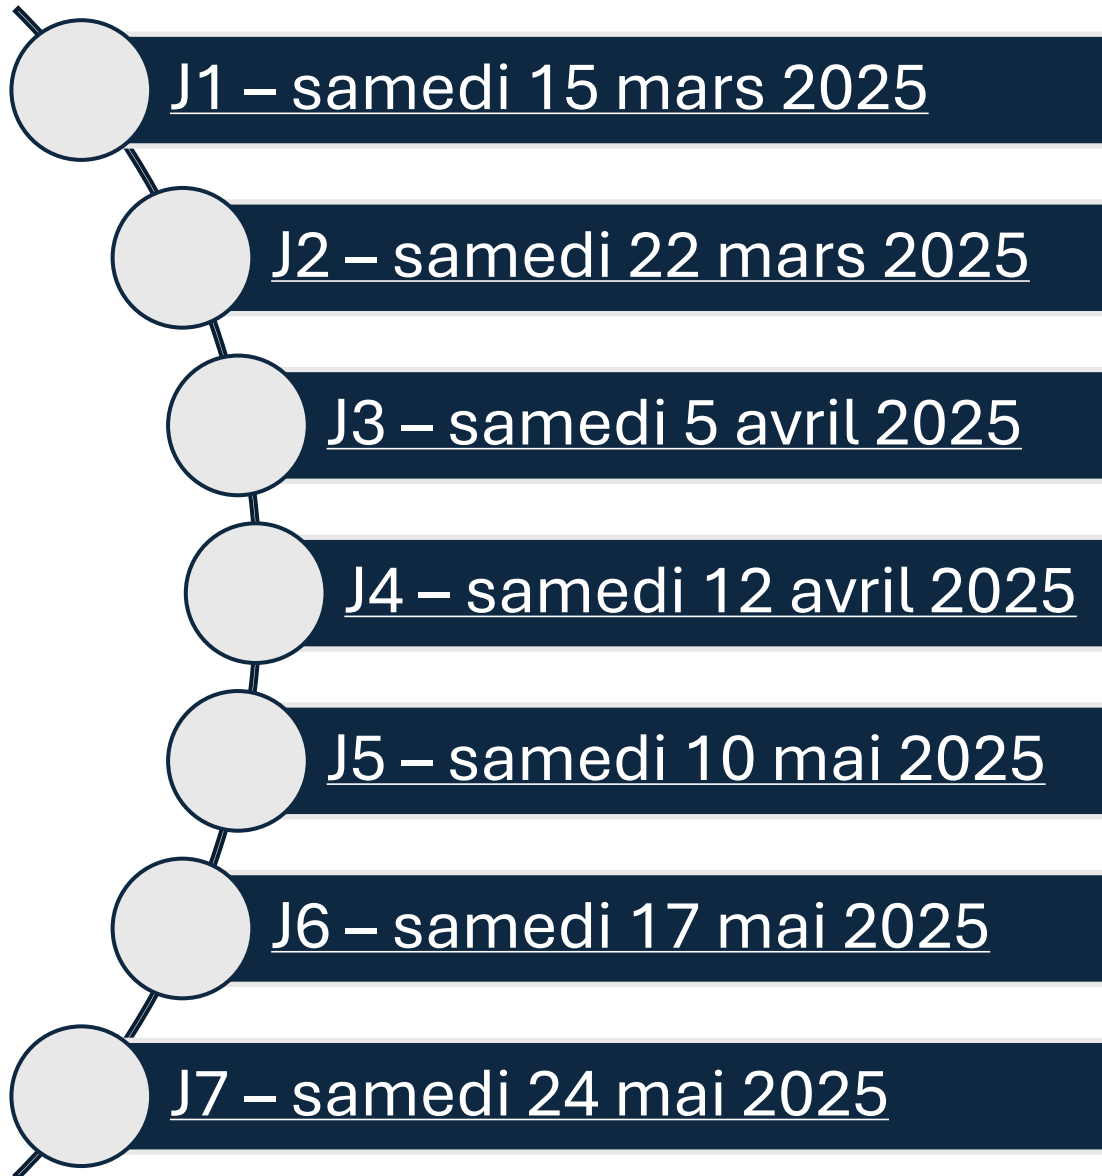 J1 – samedi 15 mars 2025
J2 – samedi 22 mars 2025
J3 – samedi 5 avril 2025
J4 – samedi 12 avril 2025
J5 – samedi 10 mai 2025
J6 – samedi 17 mai 2025
J7 – samedi 24 mai 2025